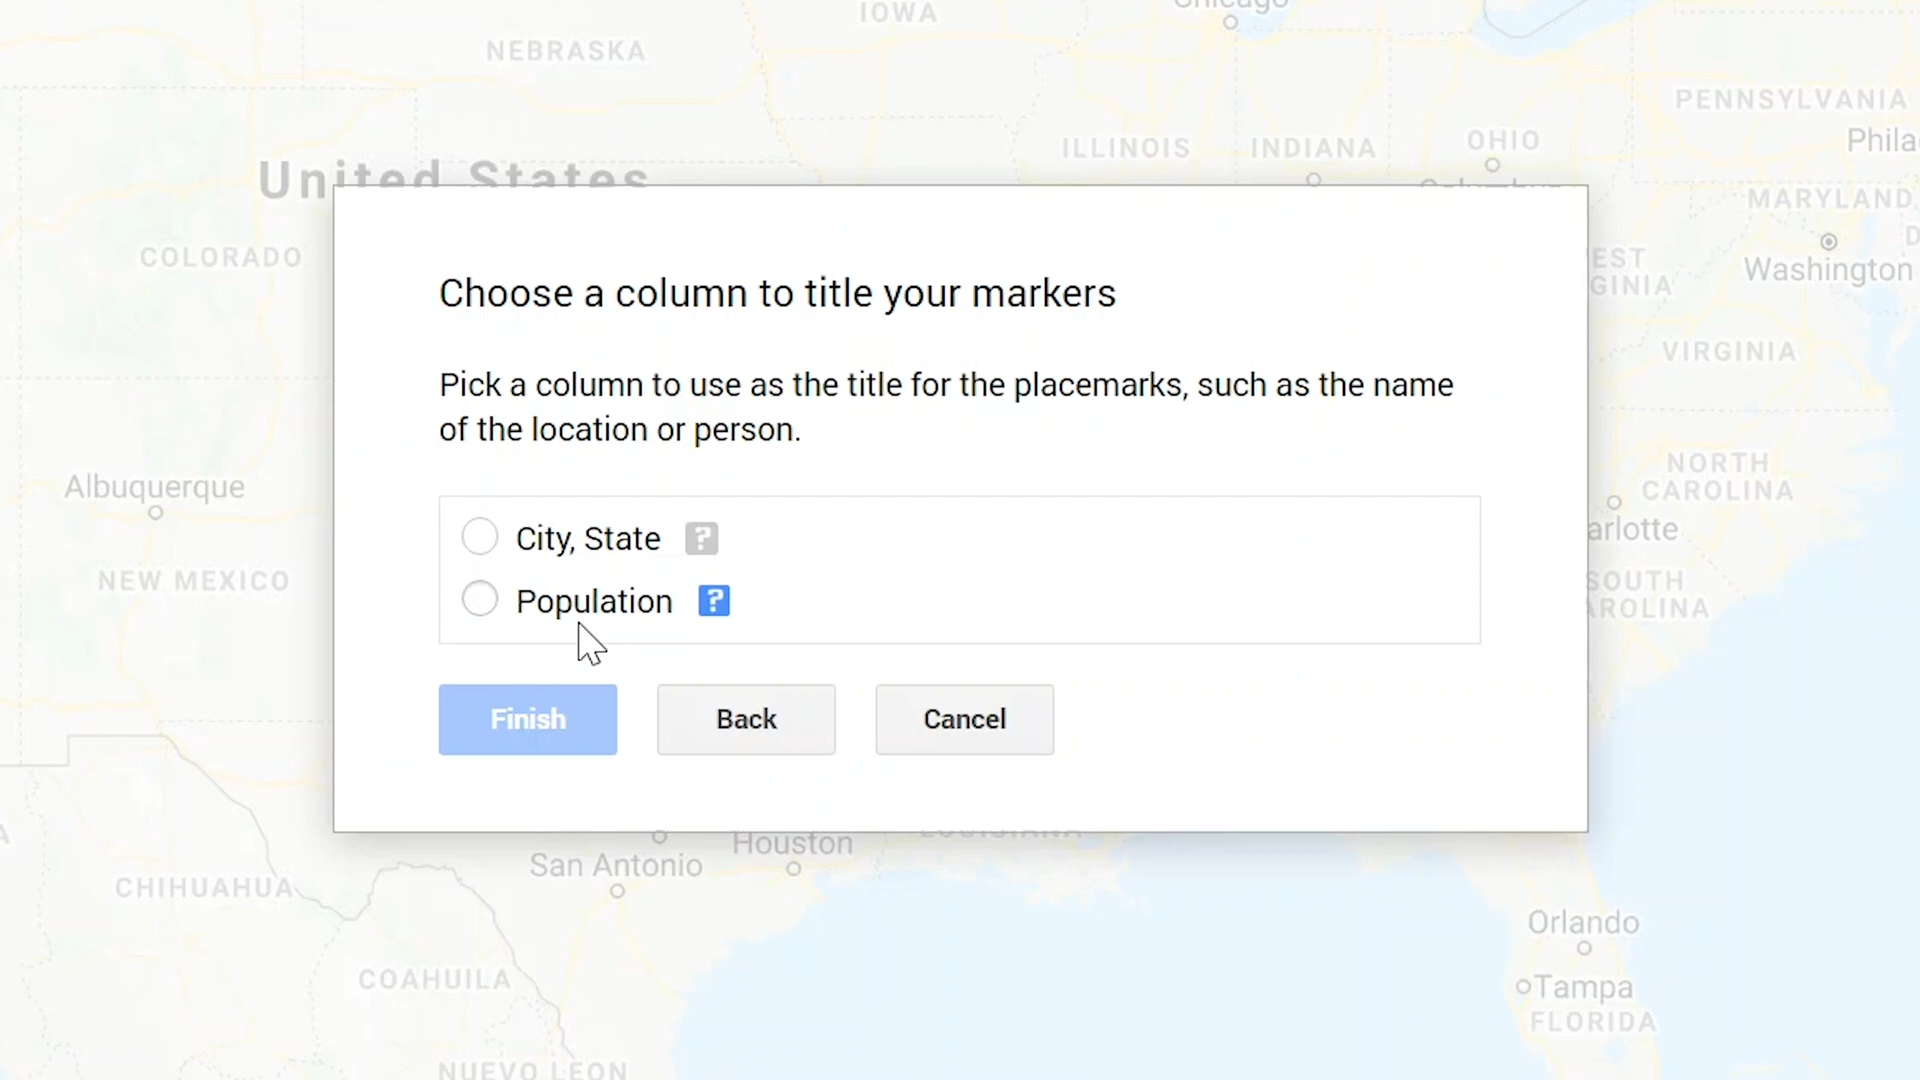 IOWA
NEBRASKA
PENNSYLVANIA
ILLINOIS
INDIANA
OHIO
United States
MARYLAND
COLORADO
Washington
VIRGINIA
Choose a column to title your markers
Pick a column to use as the title for the placemarks, such as the name
of the location or person.
Albuquerque
NORTH
CAROLINA
City, State ?
NEW MEXICO
SOUTH
Population ?
Finish
Back
Cancel
Houston
San Antonio
CHIHUAHUA
Orlando
COAHUILA
Tampa
FLORIDA
NUEVO LEON